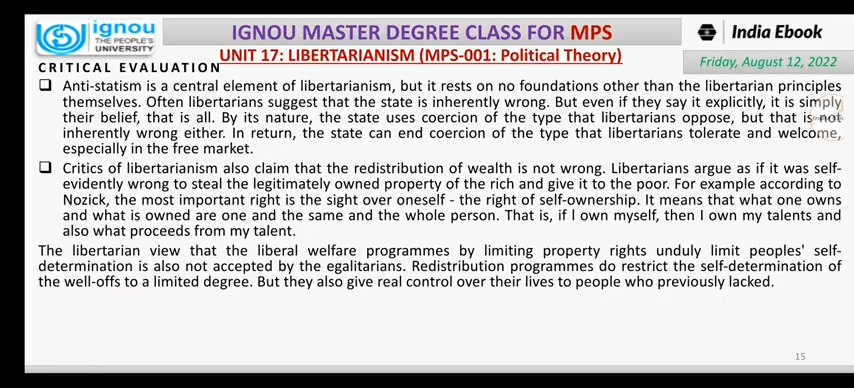 ignou
THE PEOPLE'S
UNIVERSITY
IGNOU MASTER DEGREE CLASS FOR MPS
India Ebook
UNIT 17: LIBERTARIANISM (MPS-001: Political Theory)
Friday, August 12, 2022
CRITICAL EVALUATION
Anti-statism is a central element of libertarianism, but it rests on no foundations other than the libertarian principles
themselves. Often libertarians suggest that the state is inherently wrong. But even if they say it explicitly, it is simply
their belief, that is all. By its nature, the state uses coercion of the type that libertarians oppose, but that is not
inherently wrong either. In return, the state can end coercion of the type that libertarians tolerate and welcome,
especially in the free market.
Critics of libertarianism also claim that the redistribution of wealth is not wrong. Libertarians argue as if it was self-
evidently wrong to steal the legitimately owned property of the rich and give it to the poor. For example according to
Nozick, the most important right is the sight over oneself - the right of self-ownership. It means that what one owns
and what is owned are one and the same and the whole person. That is, if I own myself, then I own my talents and
also what proceeds from my talent.
The libertarian view that the liberal welfare programmes by limiting property rights unduly limit peoples' self-
determination is also not accepted by the egalitarians. Redistribution programmes do restrict the self-determination of
the well-offs to a limited degree. But they also give real control over their lives to people who previously lacked.
15